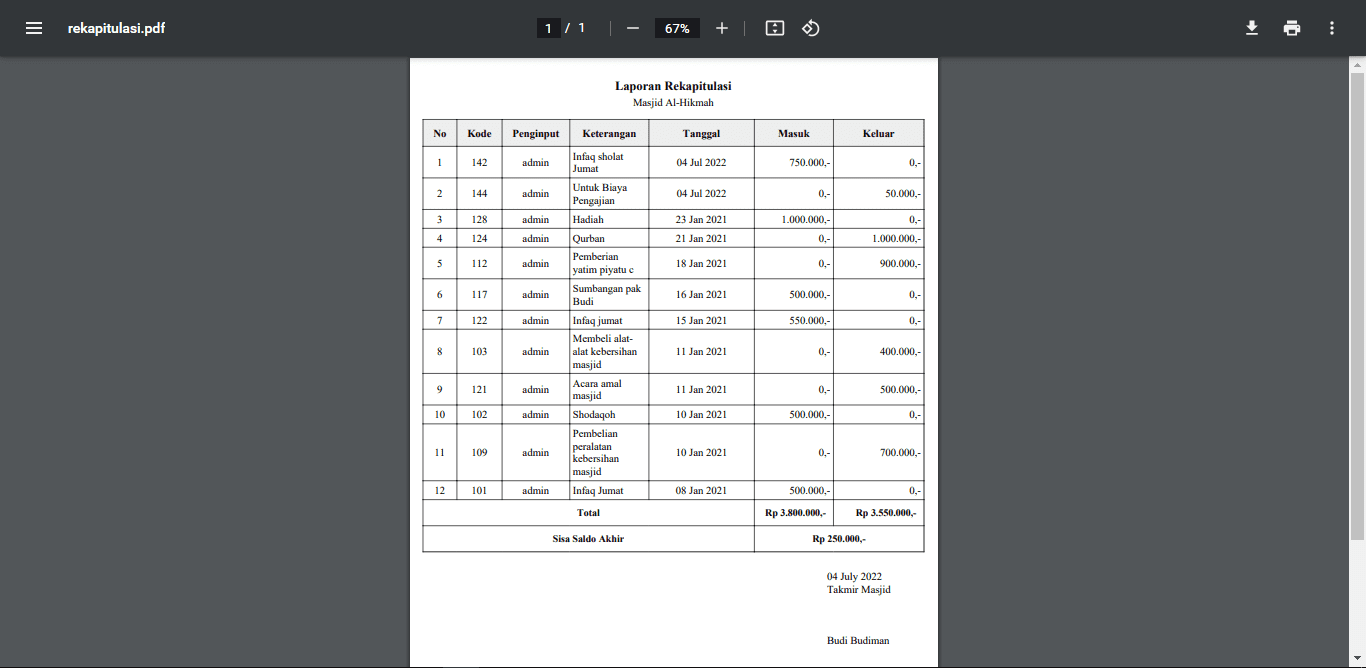 rekapitulasi.pdf
1 / 1
67%
Laporan Rekapitulasi
Masjid Al-Hikmah
No Kode Penginput Keterangan Tanggal Masuk Keluar
1 142 admin Infaq sholat Jumat 04 Jul 2022 750.000,- 0,-
2 144 admin Untuk Biaya Pengajian 04 Jul 2022 0,- 50.000,-
3 128 admin Hadiah 23 Jan 2021 1.000.000,- 0,-
4 124 admin Qurban 21 Jan 2021 0,- 1.000.000,-
5 112 admin Pemberian yatim piyatu c 18 Jan 2021 0,- 900.000,-
6 117 admin Sumbangan pak Budi 16 Jan 2021 500.000,- 0,-
7 122 admin Infaq jumat 15 Jan 2021 550.000,- 0,-
8 103 admin Membeli alat-alat kebersihan masjid 11 Jan 2021 0,- 400.000,-
9 121 admin Acara amal masjid 11 Jan 2021 0,- 500.000,-
10 102 admin Shodaqoh 10 Jan 2021 500.000,- 0,-
11 109 admin Pembelian peralatan kebersihan masjid 10 Jan 2021 0,- 700.000,-
12 101 admin Infaq Jumat 08 Jan 2021 500.000,- 0,-
Total Rp 3.800.000,- Rp 3.550.000,-
Sisa Saldo Akhir Rp 250.000,-
04 July 2022
Takmir Masjid
Budi Budiman